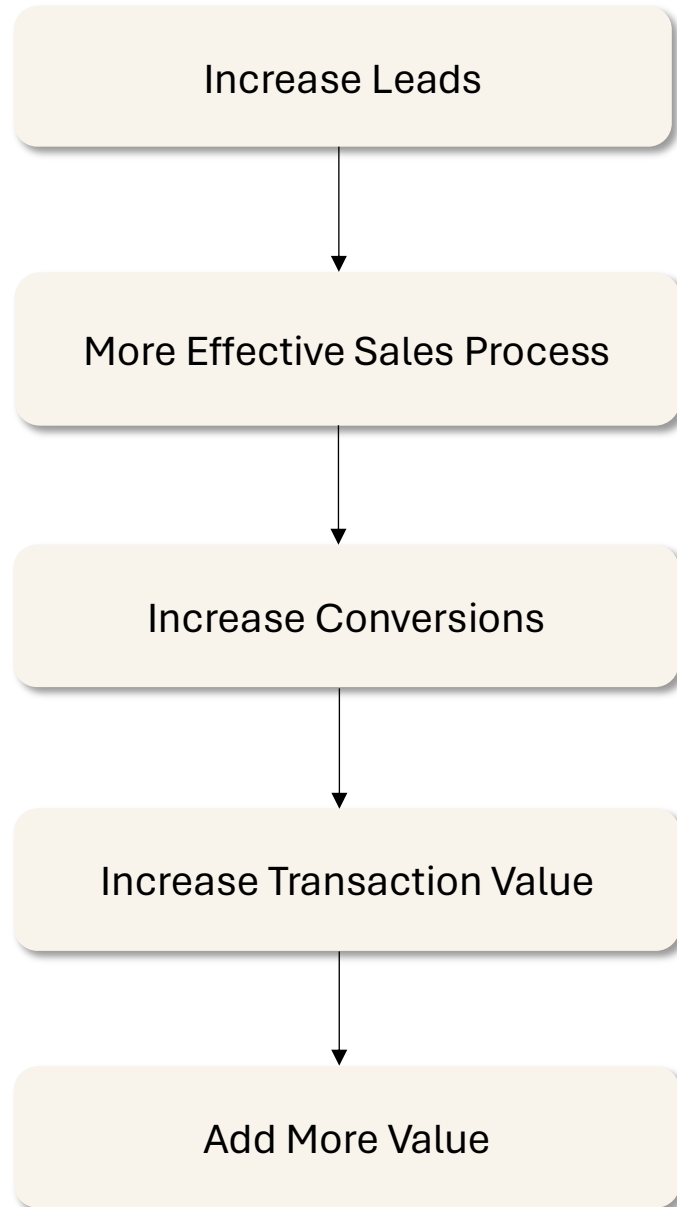 Increase Leads
More Effective Sales Process
Increase Conversions
Increase Transaction Value
Add More Value